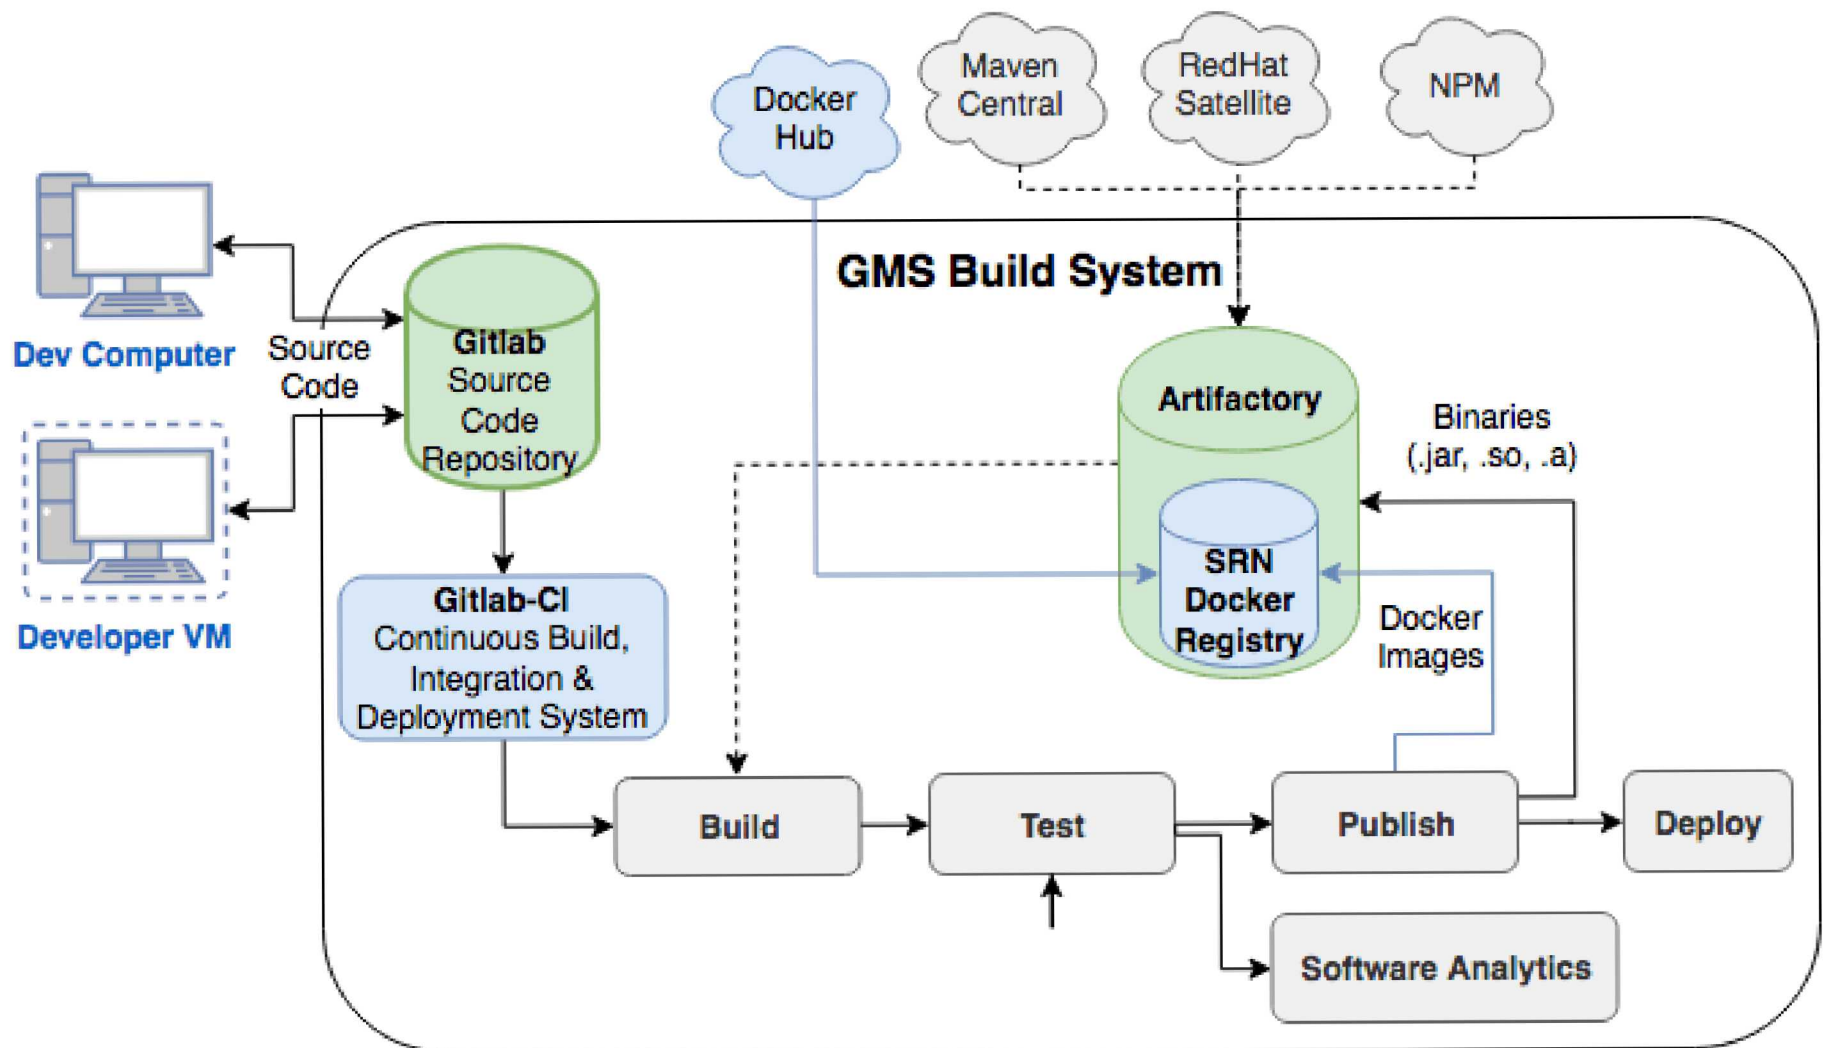 Docker
Hub
Maven
Central
RedHat
Satellite
NPM
GMS Build System
Dev Computer
Source
Code
Gitlab
Source
Code
Repository
Developer VM
Artifactory
Binaries
(.jar, .so, .a)
SRN
Docker
Registry
Docker
Images
Gitlab-CI
Continuous Build,
Integration &
Deployment System
Build
Test
Publish
Deploy
Software Analytics